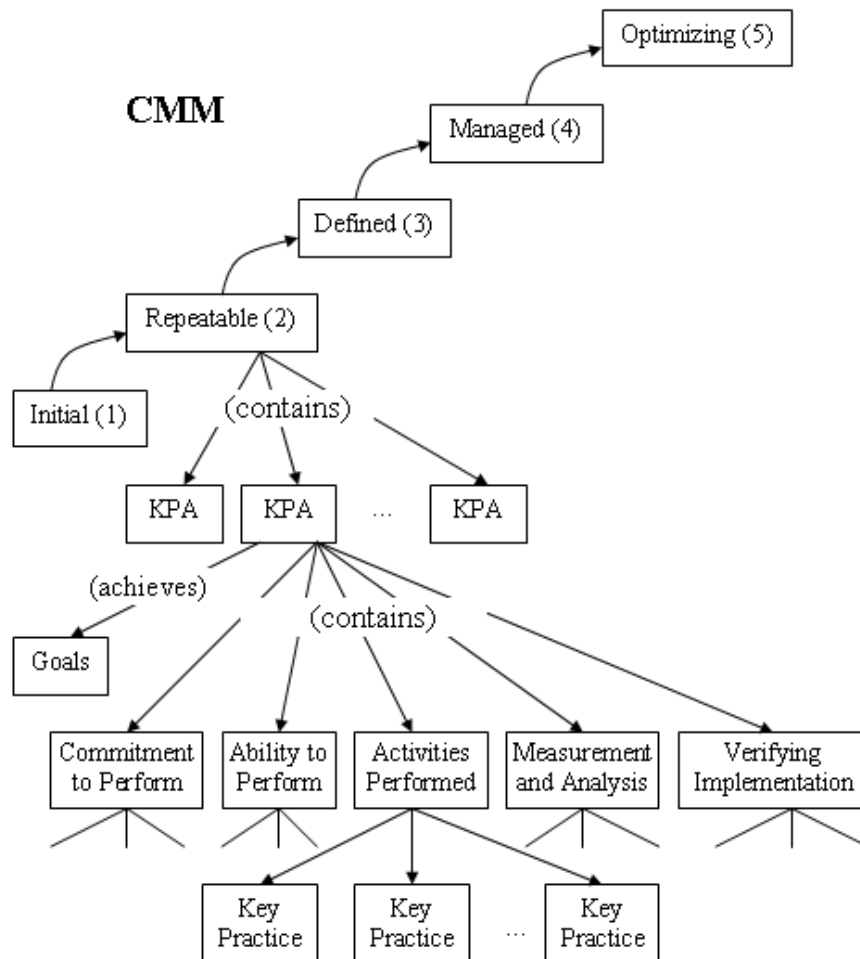 Optimizing (5)
CMM
Managed (4)
Defined (3)
Repeatable (2)
Initial (1)
(contains)
KPA
KPA
...
KPA
(achieves)
(contains)
Goals
Commitment
to Perform
Ability to
Perform
Activities
Performed
Measurement
and Analysis
Verifying
Implementation
Key
Practice
Key
Practice
...
Key
Practice